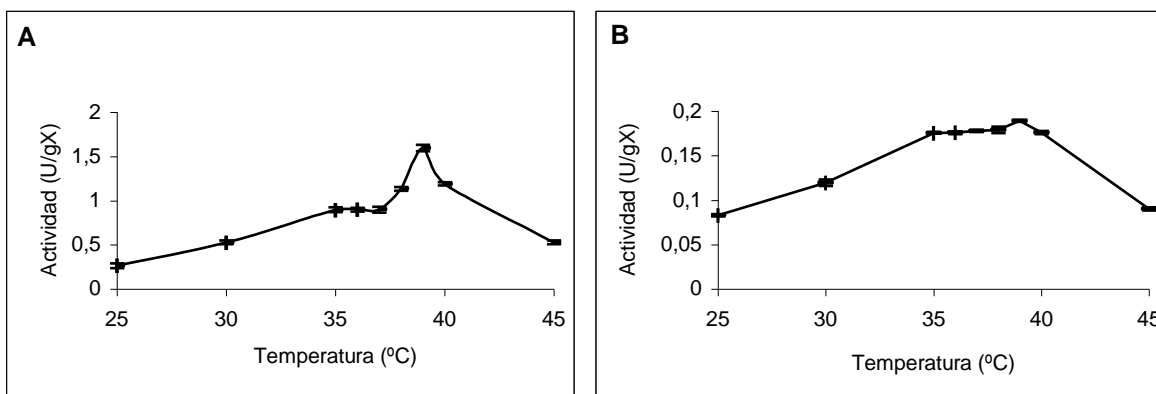 A
Actividad (U/gX)
2
1,5
1
0,5
0
25 30 35 40 45
Temperatura (ºC)
B
Actividad (U/gX)
0,2
0,15
0,1
0,05
0
25 30 35 40 45
Temperatura (ºC)